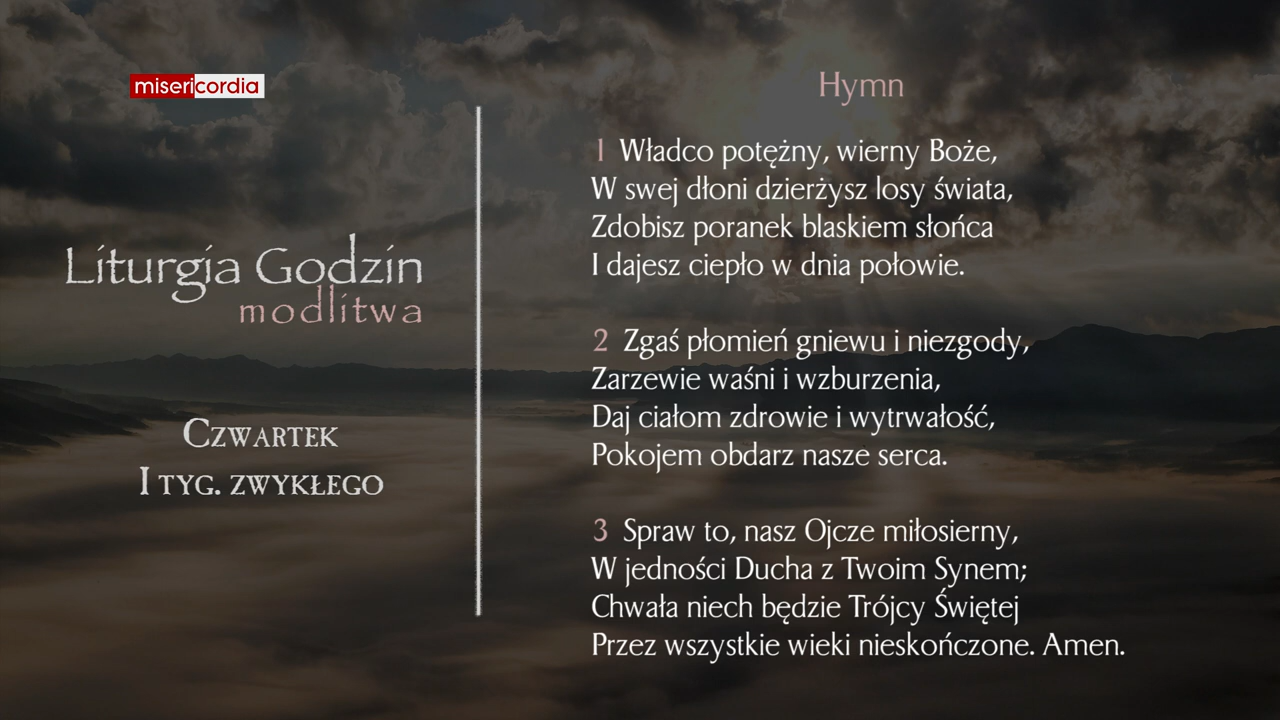 misericordia
Liturgia Godzin
modlitwa
Czwartek
I tyg. zwykłego
Hymn
1 Władco potężny, wierny Boże,
W swej dłoni dzierżysz losy świata,
Zdobisz poranek blaskiem słońca
I dajesz ciepło w dnia połowie.
2 Zgaś płomień gniewu i niezgody,
Zarzewie waśni i wzburzenia,
Daj ciałom zdrowie i wytrwałość,
Pokojem obdarz nasze serca.
3 Spraw to, nasz Ojcze miłosierny,
W jedności Ducha z Twoim Synem;
Chwała niech będzie Trójcy Świętej
Przez wszystkie wieki nieskończone. Amen.